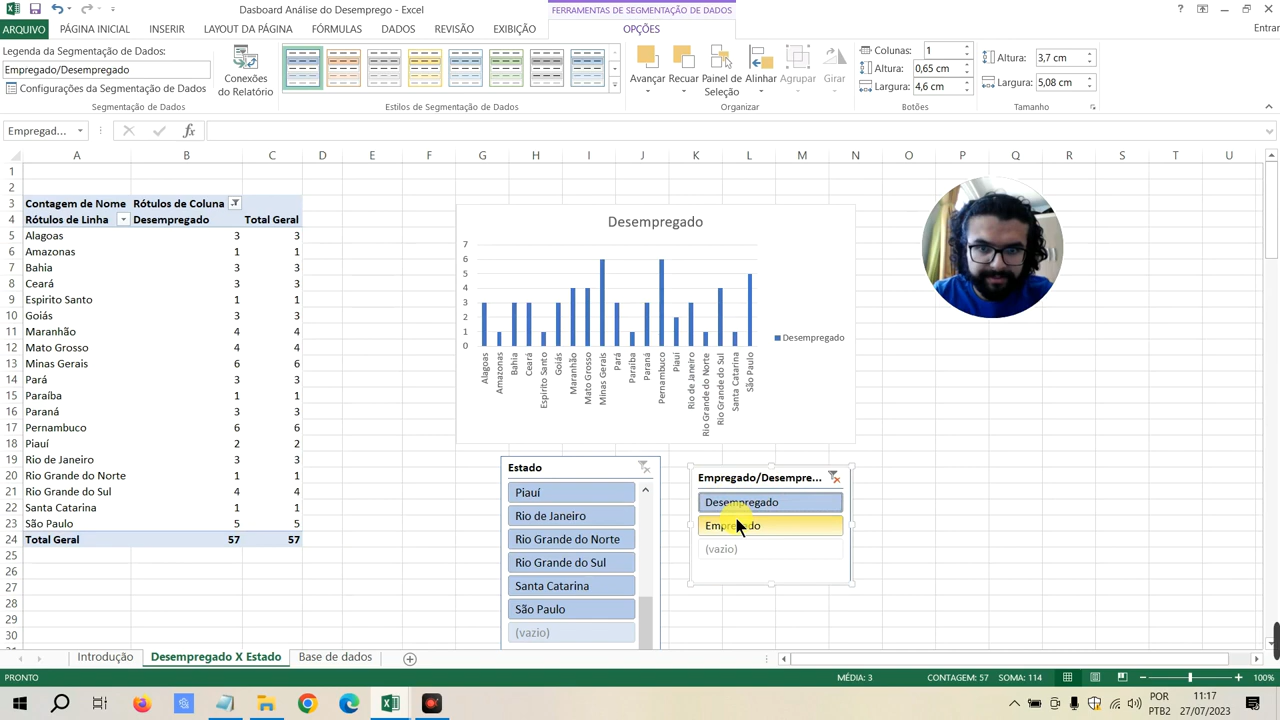 Dasboard Análise do Desemprego - Excel
FERRAMENTAS DE SEGMENTAÇÃO DE DADOS
Entrar
ARQUIVO PÁGINA INICIAL INSERIR LAYOUT DA PÁGINA FÓRMULAS DADOS REVISÃO EXIBIÇÃO OPÇÕES
Legenda da Segmentação de Dados:
Empregado/Desempregado
Configurações da Segmentação de Dados
Segmentação de Dados
Conexões do Relatório
Estilos de Segmentação de Dados
Avançar Recuar Painel de Seleção Alinhar Agrupar Girar
Organizar
Colunas: 1
Altura: 0,65 cm
Largura: 4,6 cm
Botões
Altura: 3,7 cm
Largura: 5,08 cm
Tamanho
Empregad...
fx
A B C D E F G H I J K L M N O P Q R S T U
1
2
3 Contagem de Nome Rótulos de Coluna
4 Rótulos de Linha Desempregado Total Geral
5 Alagoas 3 3
6 Amazonas 1 1
7 Bahia 3 3
8 Ceará 3 3
9 Espirito Santo 1 1
10 Goiás 3 3
11 Maranhão 4 4
12 Mato Grosso 4 4
13 Minas Gerais 6 6
14 Pará 3 3
15 Paraíba 1 1
16 Paraná 3 3
17 Pernambuco 6 6
18 Piauí 2 2
19 Rio de Janeiro 3 3
20 Rio Grande do Norte 1 1
21 Rio Grande do Sul 4 4
22 Santa Catarina 1 1
23 São Paulo 5 5
24 Total Geral 57 57
25
26
27
28
29
30
Desempregado
7
6
5
4
3
2
1
0
Alagoas
Amazonas
Bahia
Ceará
Espirito Santo
Goiás
Maranhão
Mato Grosso
Minas Gerais
Pará
Paraíba
Paraná
Pernambuco
Piauí
Rio de Janeiro
Rio Grande do Norte
Rio Grande do Sul
Santa Catarina
São Paulo
Desempregado
Estado
Piauí
Rio de Janeiro
Rio Grande do Norte
Rio Grande do Sul
Santa Catarina
São Paulo
(vazio)
Empregado/Desempre...
Desempregado
Empregado
(vazio)
Introdução Desempregado X Estado Base de dados
PRONTO
MÉDIA: 3 CONTAGEM: 57 SOMA: 114
100%
POR
PTB2
11:17
27/07/2023